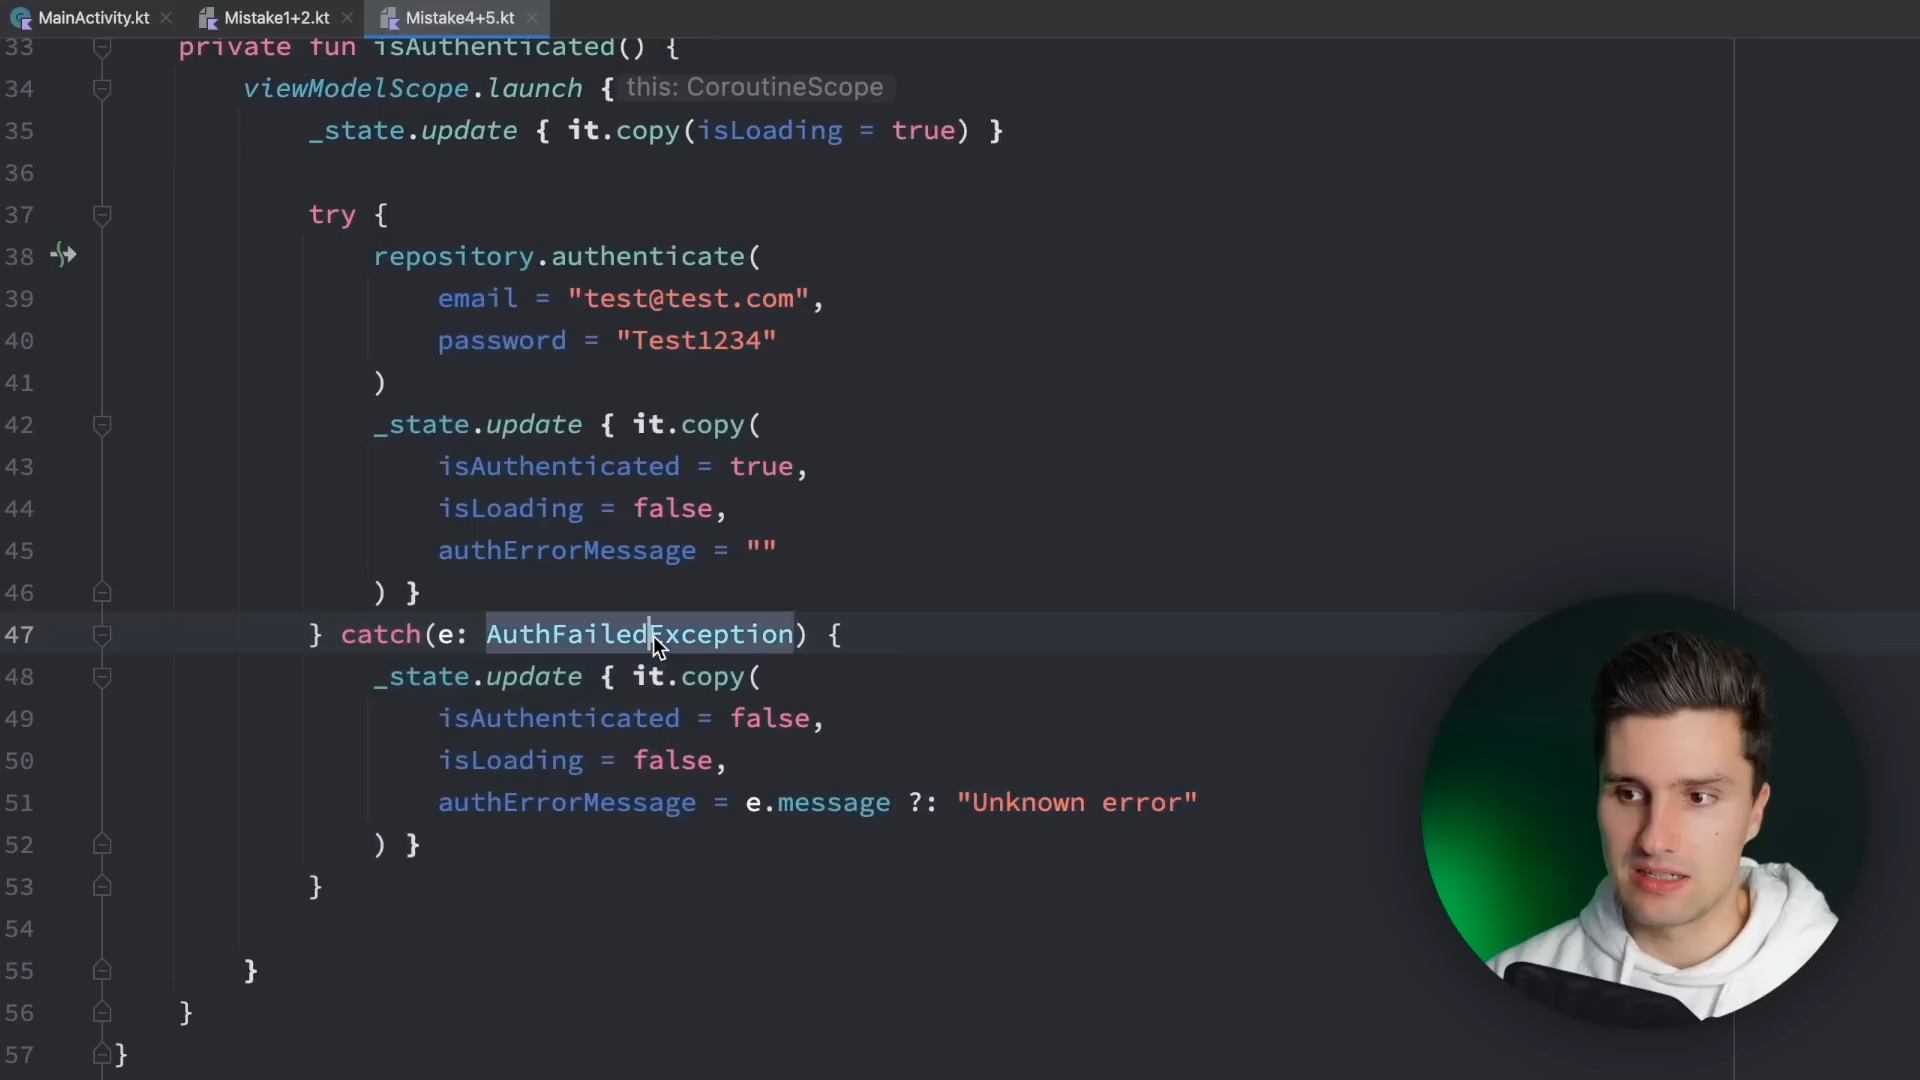 MainActivity.kt
Mistake1+2.kt
Mistake4+5.kt
33 private fun isAuthenticated() {
34 viewModelScope.launch { this: CoroutineScope
35 _state.update { it.copy(isLoading = true) }
36
37 try {
38 repository.authenticate(
39 email = "test@test.com",
40 password = "Test1234"
41 )
42 _state.update { it.copy(
43 isAuthenticated = true,
44 isLoading = false,
45 authErrorMessage = ""
46 ) }
47 } catch(e: AuthFailedException) {
48 _state.update { it.copy(
49 isAuthenticated = false,
50 isLoading = false,
51 authErrorMessage = e.message ?: "Unknown error"
52 ) }
53 }
54
55 }
56 }
57 }